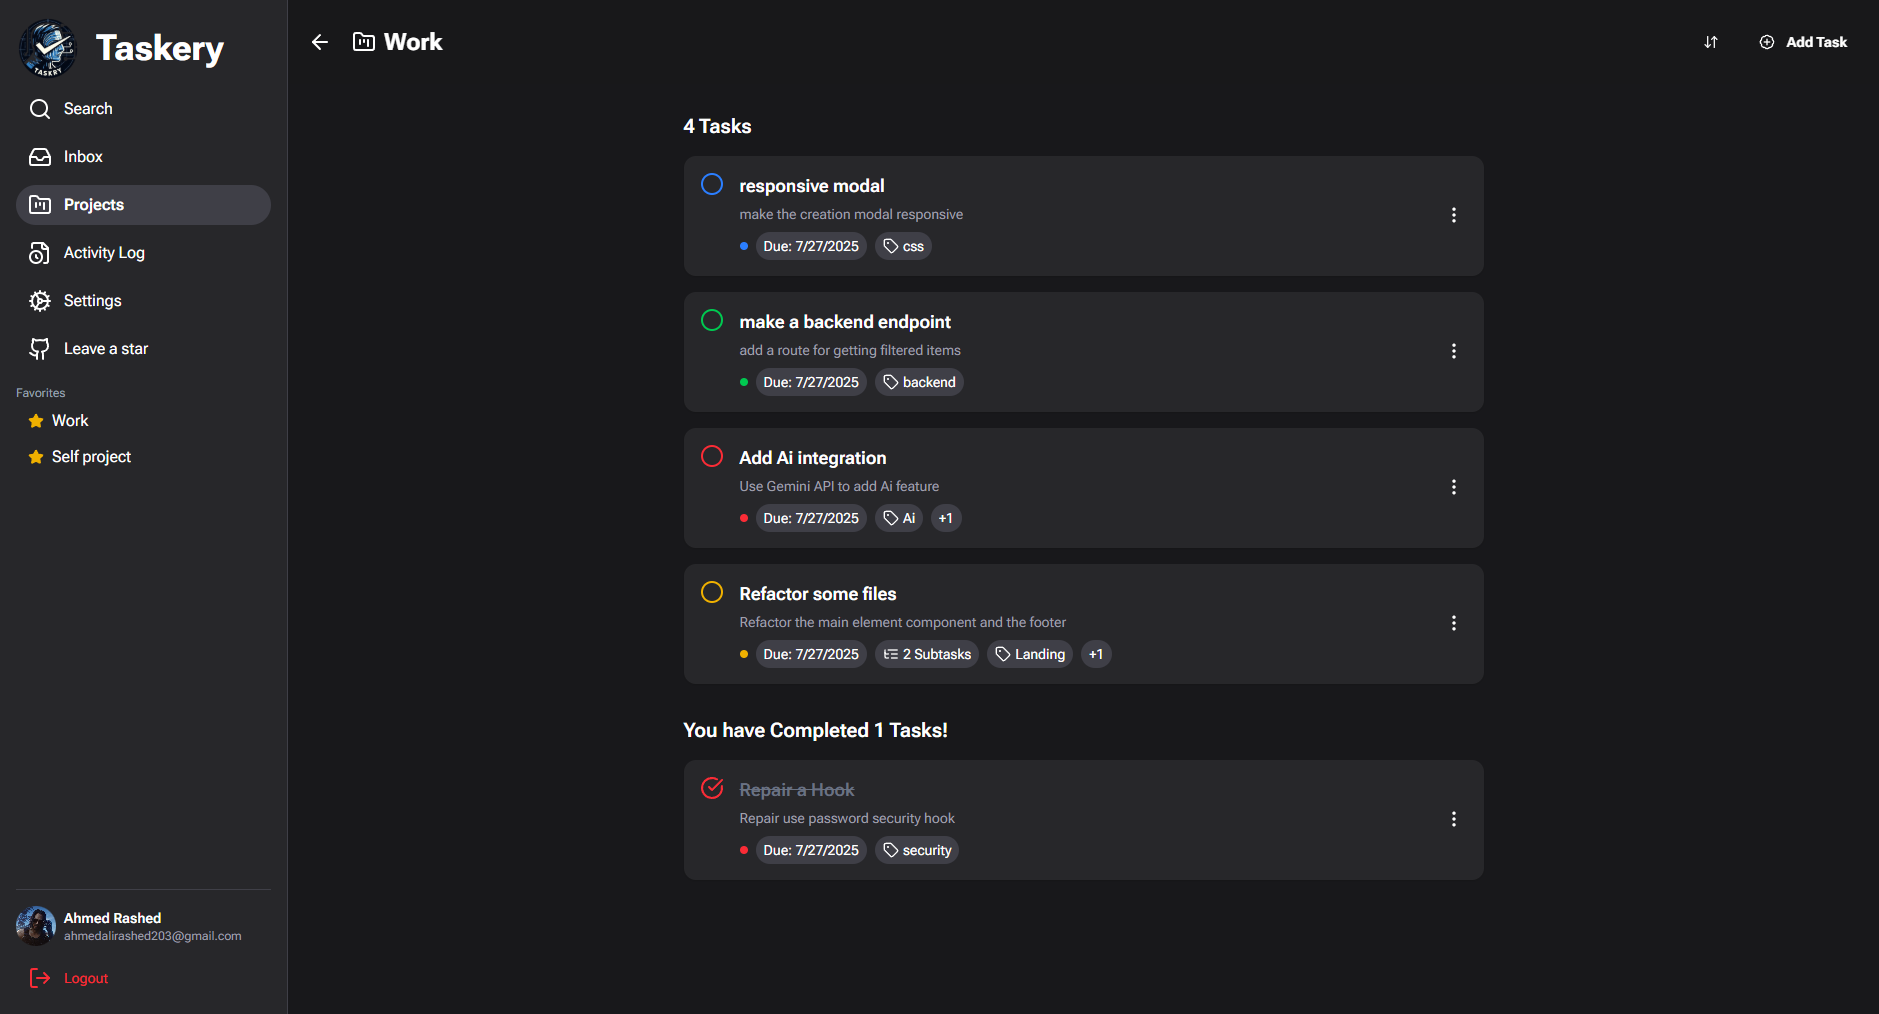 TASKRY
Taskery
Search
Inbox
Projects
Activity Log
Settings
Leave a star
Favorites
Work
Self project
Ahmed Rashed
ahmedalirashed203@gmail.com
Logout
Work
Add Task
4 Tasks
responsive modal
make the creation modal responsive
Due: 7/27/2025 css
make a backend endpoint
add a route for getting filtered items
Due: 7/27/2025 backend
Add Ai integration
Use Gemini API to add Ai feature
Due: 7/27/2025 Ai +1
Refactor some files
Refactor the main element component and the footer
Due: 7/27/2025 2 Subtasks Landing +1
You have Completed 1 Tasks!
Repair a Hook
Repair use password security hook
Due: 7/27/2025 security